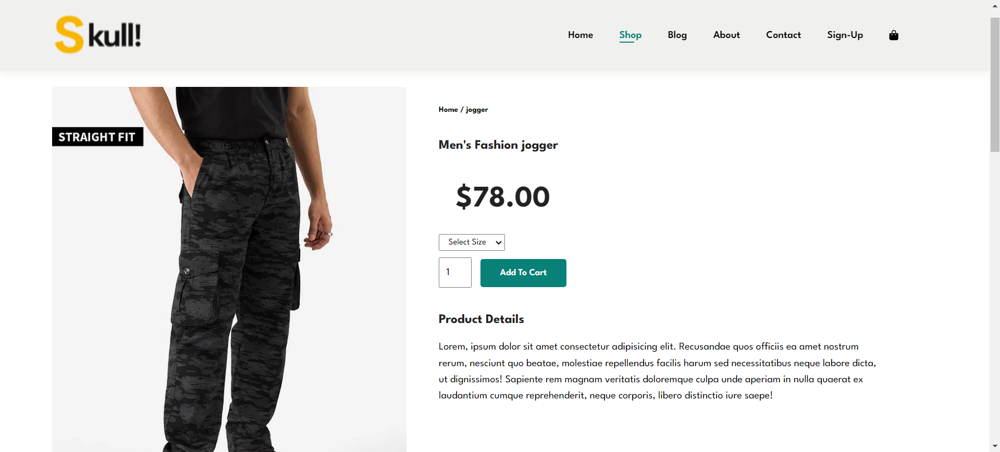 Skull!
Home Shop Blog About Contact Sign-Up
STRAIGHT FIT
Home / jogger
Men's Fashion jogger
$78.00
Select Size
1 Add To Cart
Product Details
Lorem, ipsum dolor sit amet consectetur adipisicing elit. Recusandae quos officiis ea amet nostrum
rerum, nesciunt quo beatae, molestiae repellendus facilis harum sed necessitatibus neque labore dicta,
ut dignissimos! Sapiente rem magnam veritatis doloremque culpa unde aperiam in nulla quaerat ex
laudantium cumque reprehenderit, neque corporis, libero distinctio iure saepe!